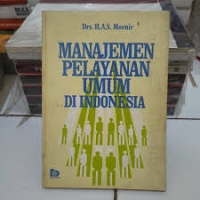 Drs. H.A.S. Moenir
MANAJEMEN
PELAYANAN
UMUM
DI INDONESIA